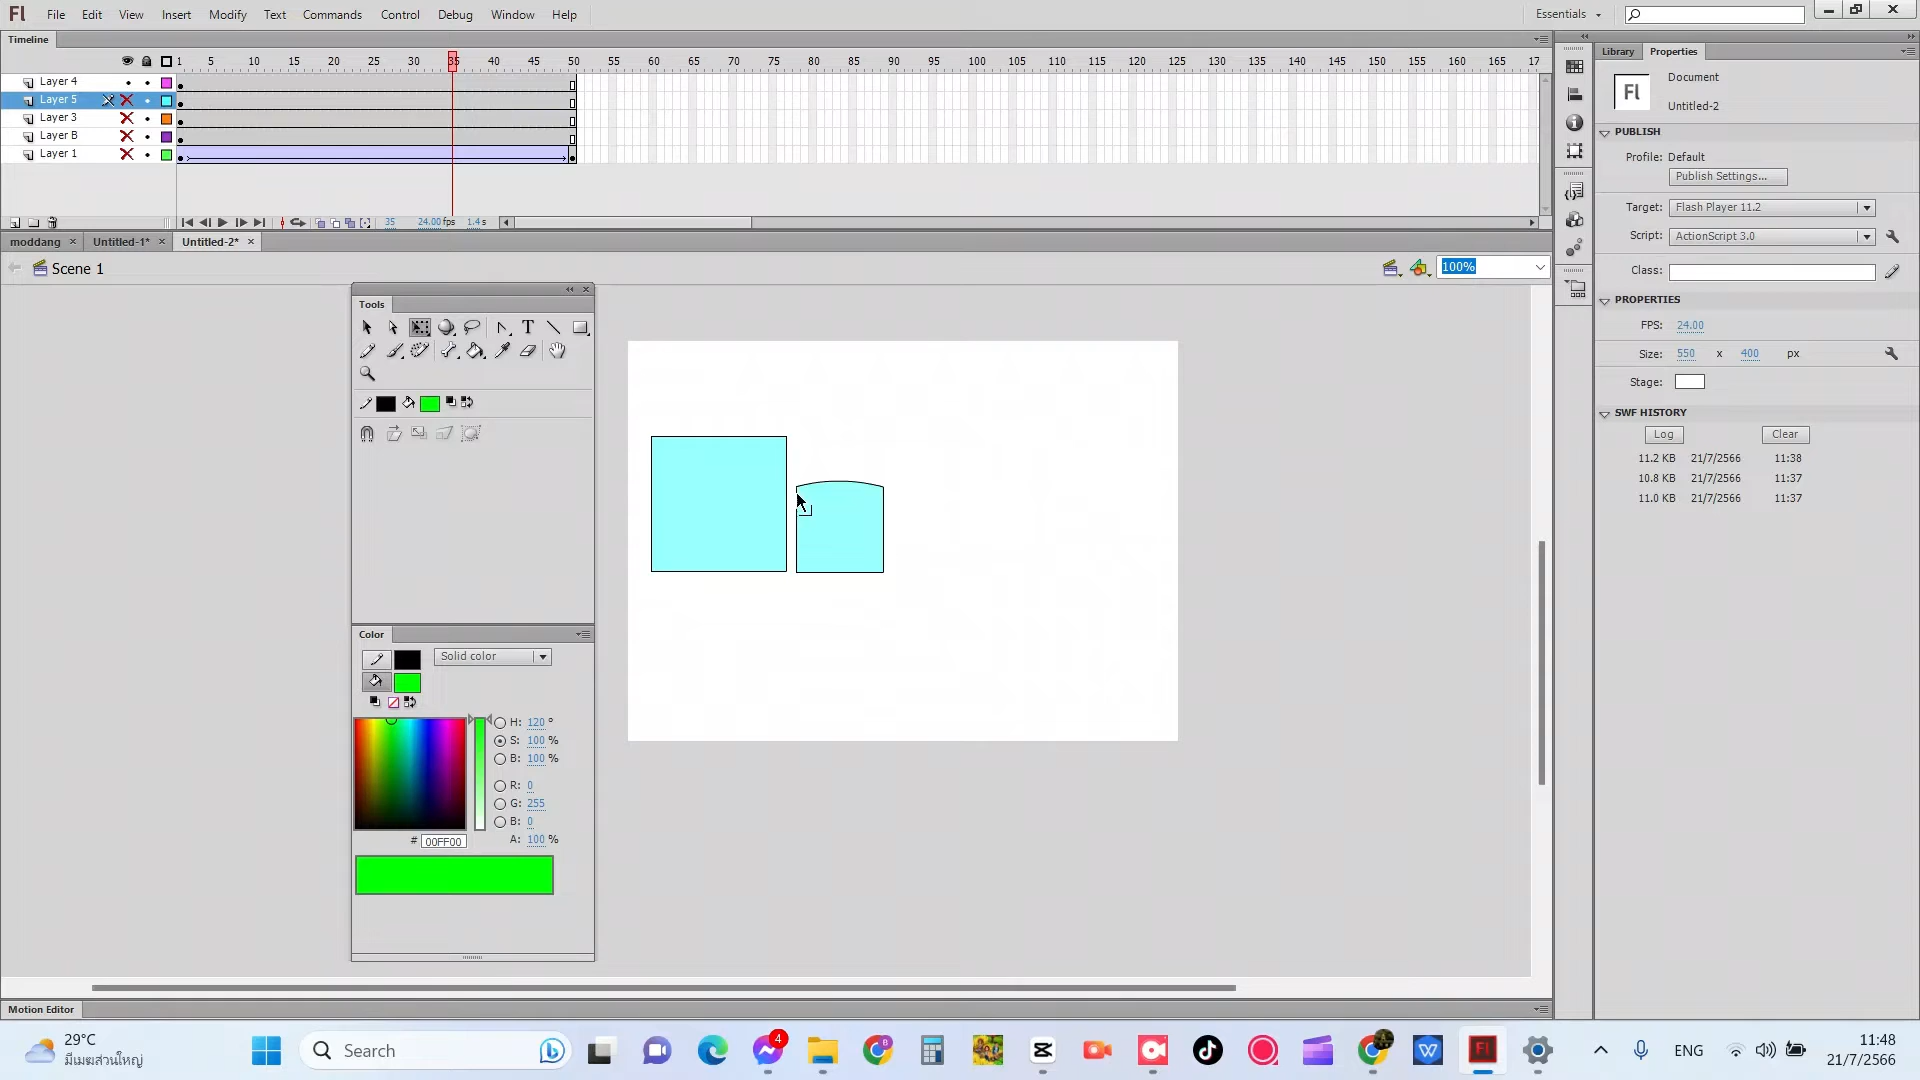 Fl File Edit View Insert Modify Text Commands Control Debug Window Help Essentials
Timeline
1 5 10 15 20 25 30 35 40 45 50 55 60 65 70 75 80 85 90 95 100 105 110 115 120 125 130 135 140 145 150 155 160 165 17
Layer 4
Layer 5
Layer 3
Layer B
Layer 1
35 24.00 fps 1.4 s
moddang Untitled-1* Untitled-2*
Scene 1 100%
Tools
T
Color
Solid color
H: 120 °
S: 100 %
B: 100 %
R: 0
G: 255
B: 0
# 00FF00 A: 100 %
Library Properties
Fl
Document
Untitled-2
PUBLISH
Profile: Default
Publish Settings...
Target: Flash Player 11.2
Script: ActionScript 3.0
Class:
PROPERTIES
FPS: 24.00
Size: 550 x 400 px
Stage:
SWF HISTORY
Log Clear
11.2 KB 21/7/2566 11:38
10.8 KB 21/7/2566 11:37
11.0 KB 21/7/2566 11:37
Motion Editor
29°C
มีเมฆส่วนใหญ่
Search
4
ENG
11:48
21/7/2566